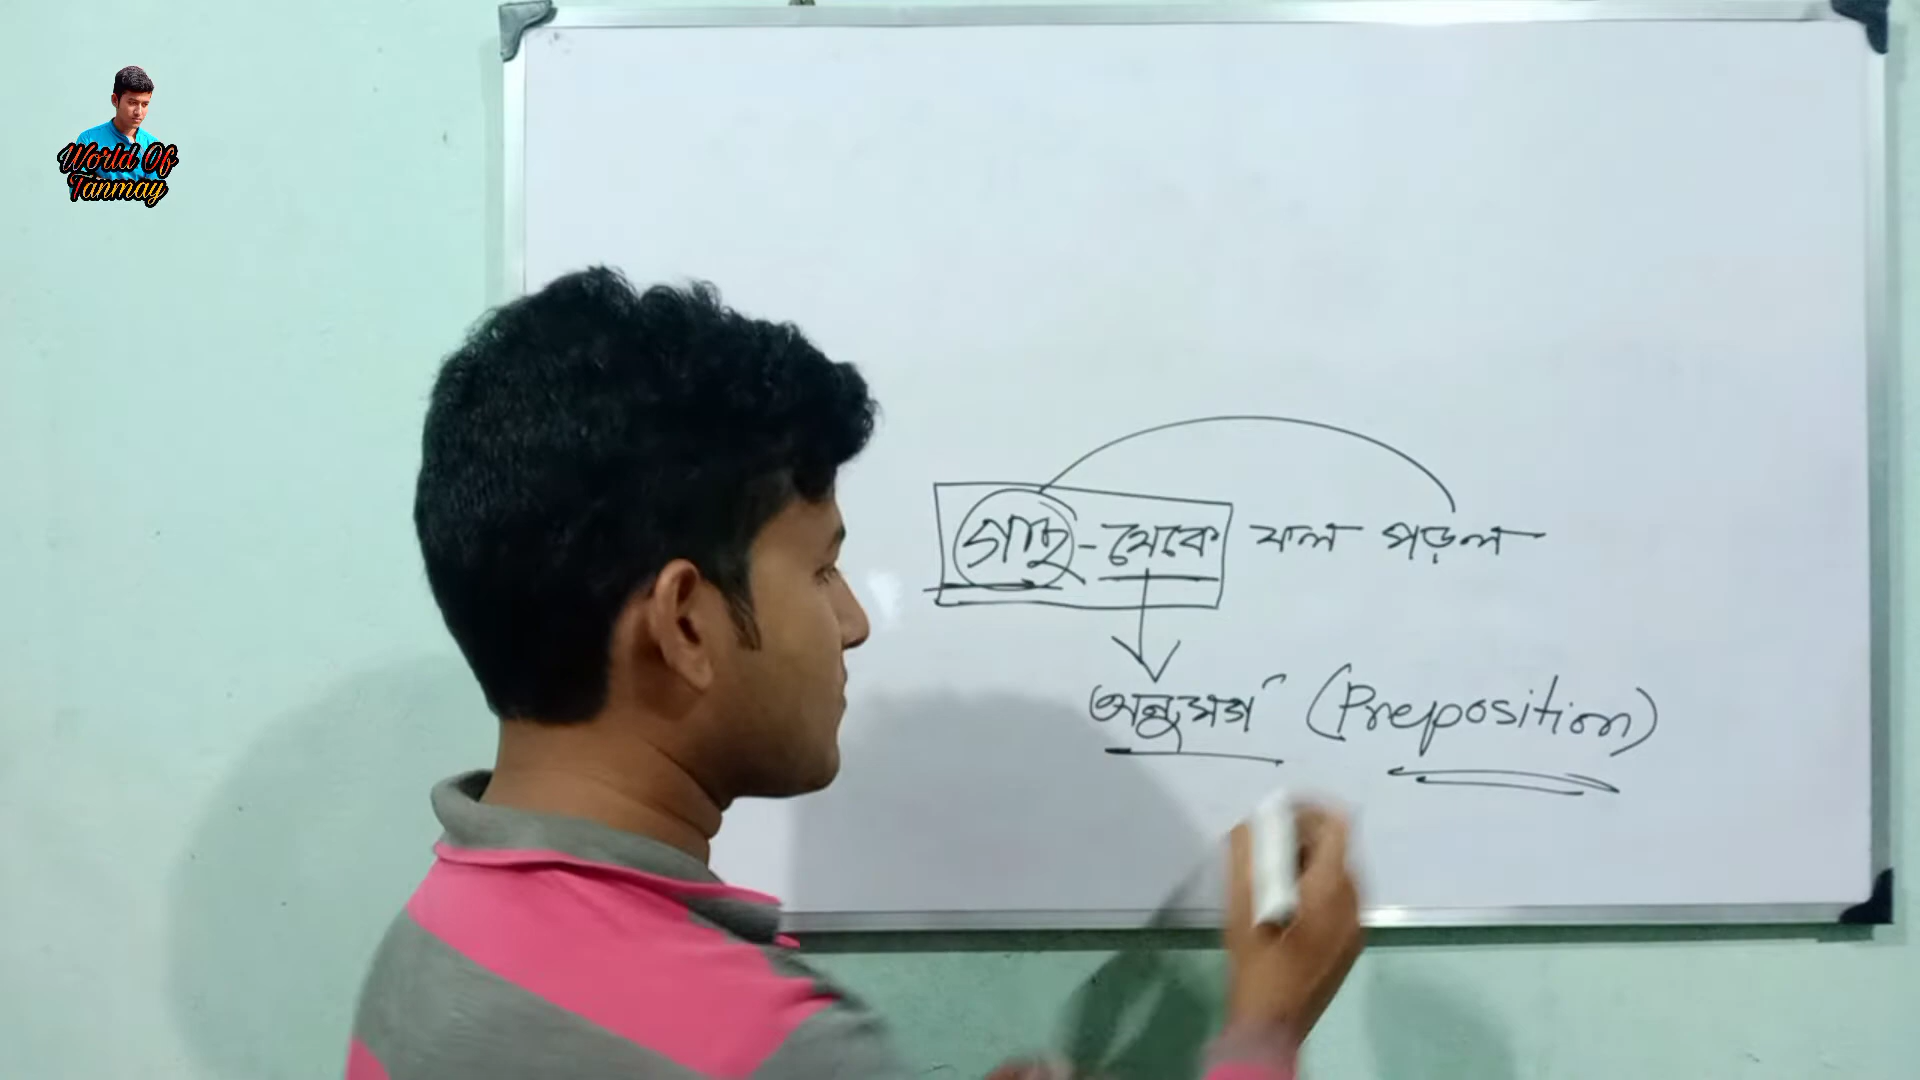 World Of
Tanmay
গাছ - থেকে ফল পড়ল
অনুসর্গ (Preposition)